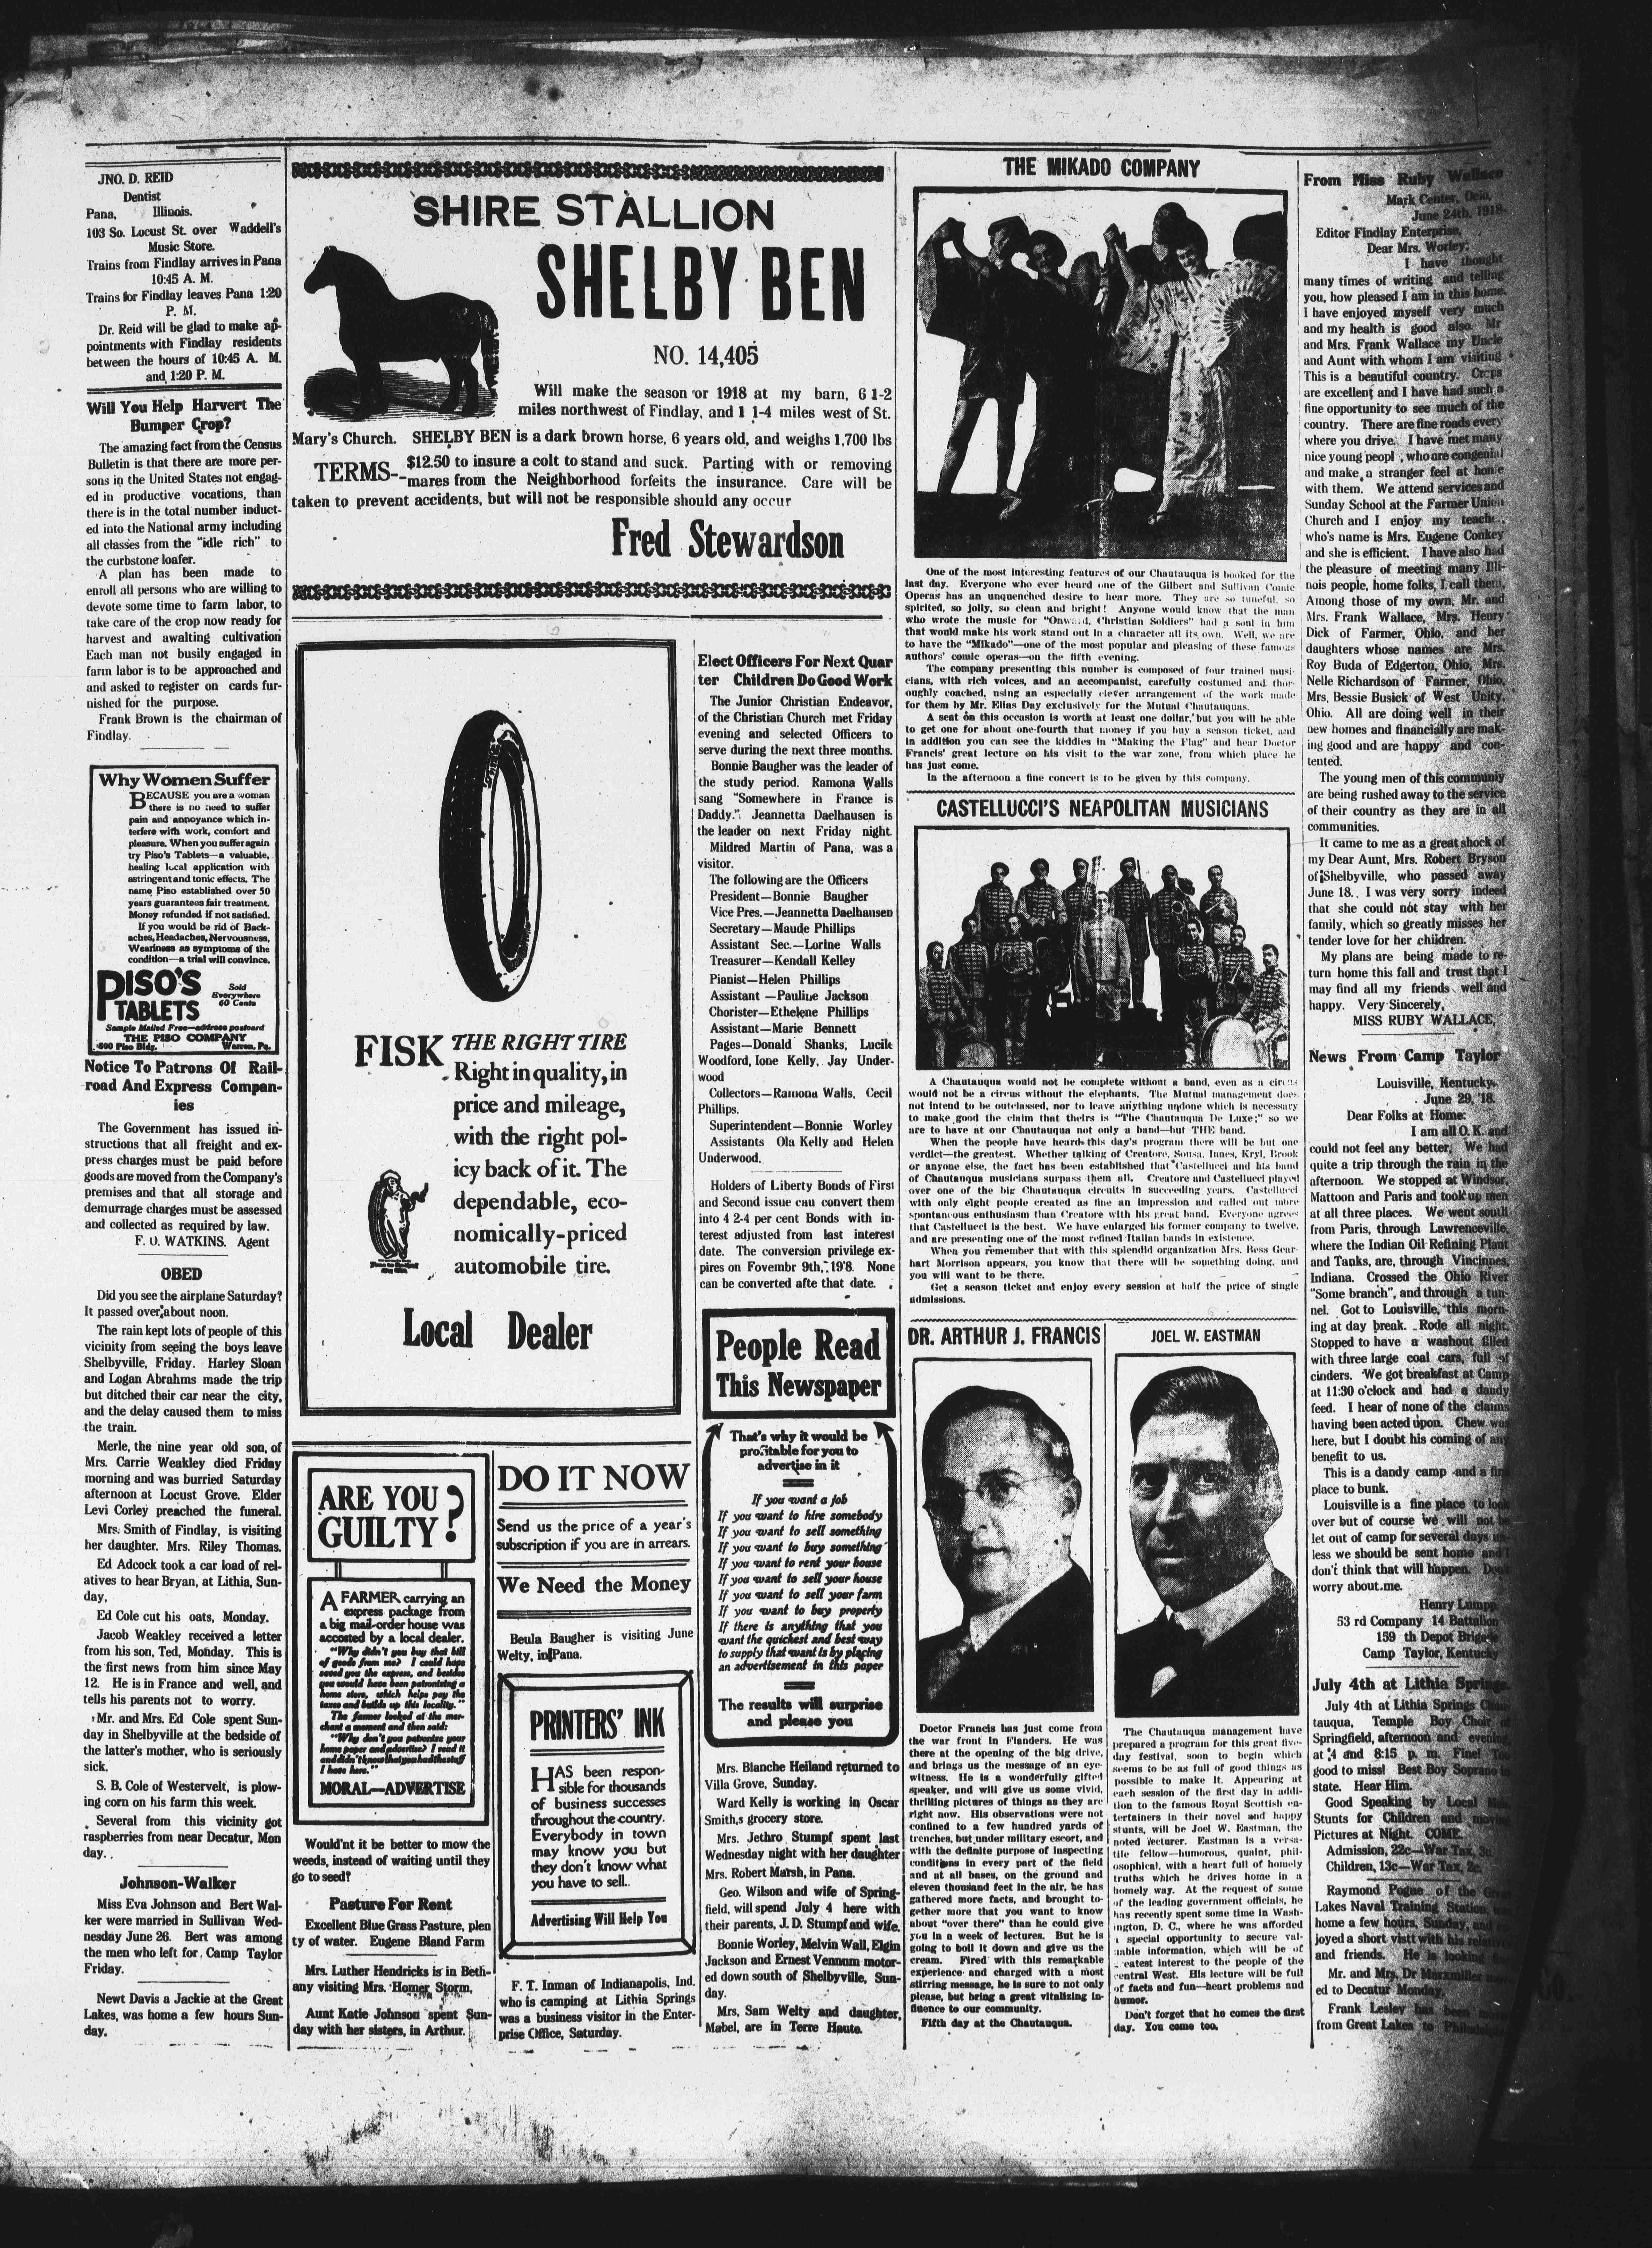 JNO. D. REID
Dentist
Pana, Illinois.
103 So. Locust St. over Waddell's
Music Store.
Trains from Findlay arrives in Pana
10:45 A. M.
Trains for Findlay leaves Pana 1:20
P. M.
Dr. Reid will be glad to make ap-
pointments with Findlay residents
between the hours of 10:45 A. M.
and 1:20 P. M.
Will You Help Harvert The
Bumper Crop?
The amazing fact from the Census
Bulletin is that there are more per-
sons in the United States not engag-
ed in productive vocations, than
there is in the total number induct-
ed into the National army including
all classes from the "idle rich" to
the curbstone loafer.
A plan has been made to
enroll all persons who are willing to
devote some time to farm labor, to
take care of the crop now ready for
harvest and awalting cultivation
Each man not busily engaged in
farm labor is to be approached and
and asked to register on cards fur-
nished for the purpose.
Frank Brown is the chairman of
Findlay.
Why Women Suffer
BECAUSE you are a woman
there is no need to suffer
pain and annoyance which in-
terfere with work, comfort and
pleasure. When you suffer again
try Piso's Tablets—a valuable,
healing local application with
astringent and tonic effects. The
name Piso established over 50
years guarantees fair treatment.
Money refunded if not satisfied.
If you would be rid of Back-
aches, Headaches, Nervousness,
Weariness as symptoms of the
condition—a trial will convince.
PISO'S
TABLETS
Sold
Everywhere
60 Cents
Sample Mailed Free—address postcard
THE PISO COMPANY
500 Piso Bldg. Warren, Pa.
Notice To Patrons Of Rail-
road And Express Compan-
ies
The Government has issued in-
structions that all freight and ex-
press charges must be paid before
goods are moved from the Company's
premises and that all storage and
demurrage charges must be assessed
and collected as required by law.
F. O. WATKINS. Agent
OBED
Did you see the airplane Saturday?
It passed over about noon.
The rain kept lots of people of this
vicinity from seeing the boys leave
Shelbyville, Friday. Harley Sloan
and Logan Abrahms made the trip
but ditched their car near the city,
and the delay caused them to miss
the train.
Merle, the nine year old son, of
Mrs. Carrie Weakley died Friday
morning and was burried Saturday
afternoon at Locust Grove. Elder
Levi Corley preached the funeral.
Mrs. Smith of Findlay, is visiting
her daughter. Mrs. Riley Thomas.
Ed Adcock took a car load of rel-
atives to hear Bryan, at Lithia, Sun-
day,
Ed Cole cut his oats, Monday.
Jacob Weakley received a letter
from his son, Ted, Monday. This is
the first news from him since May
12. He is in France and well, and
tells his parents not to worry.
Mr. and Mrs. Ed Cole spent Sun-
day in Shelbyville at the bedside of
the latter's mother, who is seriously
sick.
S. B. Cole of Westervelt, is plow-
ing corn on his farm this week.
Several from this vicinity got
raspberries from near Decatur, Mon
day.
Johnson-Walker
Miss Eva Johnson and Bert Wal-
ker were married in Sullivan Wed-
nesday June 26. Bert was among
the men who left for Camp Taylor
Friday.
Newt Davis a Jackie at the Great
Lakes, was home a few hours Sun-
day.
SHIRE STALLION
SHELBY BEN
NO. 14,405
Will make the season or 1918 at my barn, 6 1-2
miles northwest of Findlay, and 1 1-4 miles west of St.
Mary's Church. SHELBY BEN is a dark brown horse, 6 years old, and weighs 1,700 lbs
TERMS-- $12.50 to insure a colt to stand and suck. Parting with or removing
mares from the Neighborhood forfeits the insurance. Care will be
taken to prevent accidents, but will not be responsible should any occur
Fred Stewardson
FISK THE RIGHT TIRE
Right in quality, in
price and mileage,
with the right pol-
icy back of it. The
dependable, eco-
nomically-priced
automobile tire.
Local Dealer
ARE YOU
GUILTY?
A FARMER carrying an
express package from
a big mail-order house was
accosted by a local dealer.
"Why didn't you buy that bill
of goods from me? I could have
saved you the express, and besides
you would have been patronizing a
home store, which helps pay the
taxes and builds up this locality."
The farmer looked at the mer-
chant a moment and then said:
"Why don't you patronize your
home paper and advertise? I read it
and didn't know that you had the stuff
I have here."
MORAL—ADVERTISE
Would'nt it be better to mow the
weeds, instead of waiting until they
go to seed?
Pasture For Rent
Excellent Blue Grass Pasture, plen
ty of water. Eugene Bland Farm
Mrs. Luther Hendricks is in Beth-
any visiting Mrs. Homer Storm,
Aunt Katie Johnson spent Sun-
day with her sisters, in Arthur.
DO IT NOW
Send us the price of a year's
subscription if you are in arrears.
We Need the Money
Beula Baugher is visiting June
Welty, in Pana.
PRINTERS' INK
HAS been respon-
sible for thousands
of business successes
throughout the country.
Everybody in town
may know you but
they don't know what
you have to sell.
Advertising Will Help You
F. T. Inman of Indianapolis, Ind.
who is camping at Lithia Springs
was a business visitor in the Enter-
prise Office, Saturday.
Elect Officers For Next Quar
ter Children Do Good Work
The Junior Christian Endeavor,
of the Christian Church met Friday
evening and selected Officers to
serve during the next three months.
Bonnie Baugher was the leader of
the study period. Ramona Walls
sang "Somewhere in France is
Daddy." Jeannetta Daelhausen is
the leader on next Friday night.
Mildred Martin of Pana, was a
visitor.
The following are the Officers
President—Bonnie Baugher
Vice Pres.—Jeannetta Daelhausen
Secretary—Maude Phillips
Assistant Sec.—Lorine Walls
Treasurer—Kendall Kelley
Pianist—Helen Phillips
Assistant—Pauline Jackson
Chorister—Ethelene Phillips
Assistant—Marie Bennett
Pages—Donald Shanks, Lucile
Woodford, Ione Kelly, Jay Under-
wood
Collectors—Ramona Walls, Cecil
Phillips.
Superintendent—Bonnie Worley
Assistants Ola Kelly and Helen
Underwood.
Holders of Liberty Bonds of First
and Second issue can convert them
into 4 2-4 per cent Bonds with in-
terest adjusted from last interest
date. The conversion privilege ex-
pires on Fovembr 9th, 19'8. None
can be converted afte that date.
People Read
This Newspaper
That's why it would be
profitable for you to
advertise in it
If you want a job
If you want to hire somebody
If you want to sell something
If you want to buy something
If you want to rent your house
If you want to sell your house
If you want to sell your farm
If you want to buy property
If there is anything that you
want the quickest and best way
to supply that want is by placing
an advertisement in this paper
The results will surprise
and please you
Mrs. Blanche Heiland returned to
Villa Grove, Sunday.
Ward Kelly is working in Oscar
Smith,s grocery store.
Mrs. Jethro Stumpf spent last
Wednesday night with her daughter
Mrs. Robert Marsh, in Pana.
Geo. Wilson and wife of Spring-
field, will spend July 4 here with
their parents, J. D. Stumpf and wife.
Bonnie Worley, Melvin Wall, Elgin
Jackson and Ernest Vennum motor-
ed down south of Shelbyville, Sun-
day.
Mrs, Sam Welty and daughter,
Mabel, are in Terre Haute.
THE MIKADO COMPANY
One of the most interesting features of our Chautauqua is booked for the
last day. Everyone who ever heard one of the Gilbert and Sullivan Comic
Operas has an unquenched desire to hear more. They are so tuneful, so
spirited, so jolly, so clean and bright! Anyone would know that the man
who wrote the music for "Onward, Christian Soldiers" had a soul in him
that would make his work stand out in a character all its own. Well, we are
to have the "Mikado"—one of the most popular and pleasing of these famous
authors' comic operas—on the fifth evening.
The company presenting this number is composed of four trained musi-
cians, with rich voices, and an accompanist, carefully costumed and thor-
oughly coached, using an especially clever arrangement of the work made
for them by Mr. Elias Day exclusively for the Mutual Chautauquas.
A seat on this occasion is worth at least one dollar, but you will be able
to get one for about one-fourth that money if you buy a season ticket, and
in addition you can see the kiddies in "Making the Flag" and hear Doctor
Francis' great lecture on his visit to the war zone, from which place he
has just come.
In the afternoon a fine concert is to be given by this company.
CASTELLUCCI'S NEAPOLITAN MUSICIANS
A Chautauqua would not be complete without a band, even as a circus
would not be a circus without the elephants. The Mutual management does
not intend to be outclassed, nor to leave anything undone which is necessary
to make good the claim that theirs is "The Chautauqua De Luxe;" so we
are to have at our Chautauqua not only a band—but THE band.
When the people have heard this day's program there will be but one
verdict—the greatest. Whether talking of Creatore, Sousa, Innes, Kryl, Brook
or anyone else, the fact has been established that Castellucci and his band
of Chautauqua musicians surpass them all. Creatore and Castellucci played
over one of the big Chautauqua circuits in succeeding years. Castellucci
with only eight people created as fine an impression and called out more
spontaneous enthusiasm than Creatore with his great band. Everyone agrees
that Castellucci is the best. We have enlarged his former company to twelve,
and are presenting one of the most refined Italian bands in existence.
When you remember that with this splendid organization Mrs. Bess Gear-
hart Morrison appears, you know that there will be something doing, and
you will want to be there.
Get a season ticket and enjoy every session at half the price of single
admissions.
DR. ARTHUR J. FRANCIS
Doctor Francis has just come from
the war front in Flanders. He was
there at the opening of the big drive,
and brings us the message of an eye-
witness. He is a wonderfully gifted
speaker, and will give us some vivid,
thrilling pictures of things as they are
right now. His observations were not
confined to a few hundred yards of
trenches, but under military escort, and
with the definite purpose of inspecting
conditions in every part of the field
and at all bases, on the ground and
eleven thousand feet in the air, he has
gathered more facts, and brought to-
gether more that you want to know
about "over there" than he could give
you in a week of lectures. But he is
going to boil it down and give us the
cream. Fired with this remarkable
experience and charged with a most
stirring message, he is sure to not only
please, but bring a great vitalizing in-
fluence to our community.
Fifth day at the Chautauqua.
JOEL W. EASTMAN
The Chautauqua management have
prepared a program for this great five-
day festival, soon to begin which
seems to be as full of good things as
possible to make it. Appearing at
each session of the first day in addi-
tion to the famous Royal Scottish en-
tertainers in their novel and happy
stunts, will be Joel W. Eastman, the
noted lecturer. Eastman is a versa-
tile fellow—humorous, quaint, phil-
osophical, with a heart full of homely
truths which he drives home in a
homely way. At the request of some
of the leading government officials, he
has recently spent some time in Wash-
ington, D. C., where he was afforded
a special opportunity to secure val-
uable information, which will be of
greatest interest to the people of the
central West. His lecture will be full
of facts and fun—heart problems and
humor.
Don't forget that he comes the first
day. You come too.
From Miss Ruby Wallace
Mark Center, Ocio,
June 24th, 1918.
Editor Findlay Enterprise,
Dear Mrs. Worley;
I have thought
many times of writing and telling
you, how pleased I am in this home.
I have enjoyed myself very much
and my health is good also. Mr
and Mrs. Frank Wallace my Uncle
and Aunt with whom I am visiting
This is a beautiful country. Crops
are excellent and I have had such a
fine opportunity to see much of the
country. There are fine roads every
where you drive. I have met many
nice young peopl , who are congenial
and make a stranger feel at home
with them. We attend services and
Sunday School at the Farmer Union
Church and I enjoy my teacher,
who's name is Mrs. Eugene Conkey
and she is efficient. I have also had
the pleasure of meeting many Illi-
nois people, home folks, I call them,
Among those of my own, Mr. and
Mrs. Frank Wallace, Mrs. Henry
Dick of Farmer, Ohio, and her
daughters whose names are Mrs.
Roy Buda of Edgerton, Ohio, Mrs.
Nelle Richardson of Farmer, Ohio,
Mrs, Bessie Busick of West Unity,
Ohio. All are doing well in their
new homes and financially are mak-
ing good and are happy and con-
tented.
The young men of this communiy
are being rushed away to the service
of their country as they are in all
communities.
It came to me as a great shock of
my Dear Aunt, Mrs. Robert Bryson
of Shelbyville, who passed away
June 18. I was very sorry indeed
that she could not stay with her
family, which so greatly misses her
tender love for her children.
My plans are being made to re-
turn home this fall and trust that I
may find all my friends well and
happy. Very Sincerely,
MISS RUBY WALLACE,
News From Camp Taylor
Louisville, Kentucky.
June 29, '18.
Dear Folks at Home:
I am all O. K. and
could not feel any better, We had
quite a trip through the rain in the
afternoon. We stopped at Windsor,
Mattoon and Paris and took up men
at all three places. We went south
from Paris, through Lawrenceville,
where the Indian Oil Refining Plant
and Tanks, are, through Vincinnes,
Indiana. Crossed the Ohio River
"Some branch", and through a tun-
nel. Got to Louisville, this morn-
ing at day break. Rode all night.
Stopped to have a washout filled
with three large coal cars, full of
cinders. We got breakfast at Camp
at 11:30 o'clock and had a dandy
feed. I hear of none of the claims
having been acted upon. Chew was
here, but I doubt his coming of any
benefit to us.
This is a dandy camp and a fine
place to bunk.
Louisville is a fine place to look
over but of course we will not be
let out of camp for several days un-
less we should be sent home and I
don't think that will happen. Dont
worry about me.
Henry Lumpp
53 rd Company 14 Battalion
159 th Depot Brigade
Camp Taylor, Kentucky
July 4th at Lithia Springs.
July 4th at Lithia Springs Chau-
tauqua, Temple Boy Choir of
Springfield, afternoon and evening,
at 4 and 8:15 p. m. Fine! Too
good to miss! Best Boy Soprano in
state. Hear Him.
Good Speaking by Local Men
Stunts for Children and moving
Pictures at Night. COME.
Admission, 22c—War Tax, 3c.
Children, 13c—War Tax, 2c.
Raymond Pogue of the Great
Lakes Naval Training Station, was
home a few hours, Sunday, and en-
joyed a short visit with his relatives
and friends. He is looking
Mr. and Mrs, Dr Marxmiller
ed to Decatur Monday.
Frank Lesley has been
from Great Lakes to Philadelphia